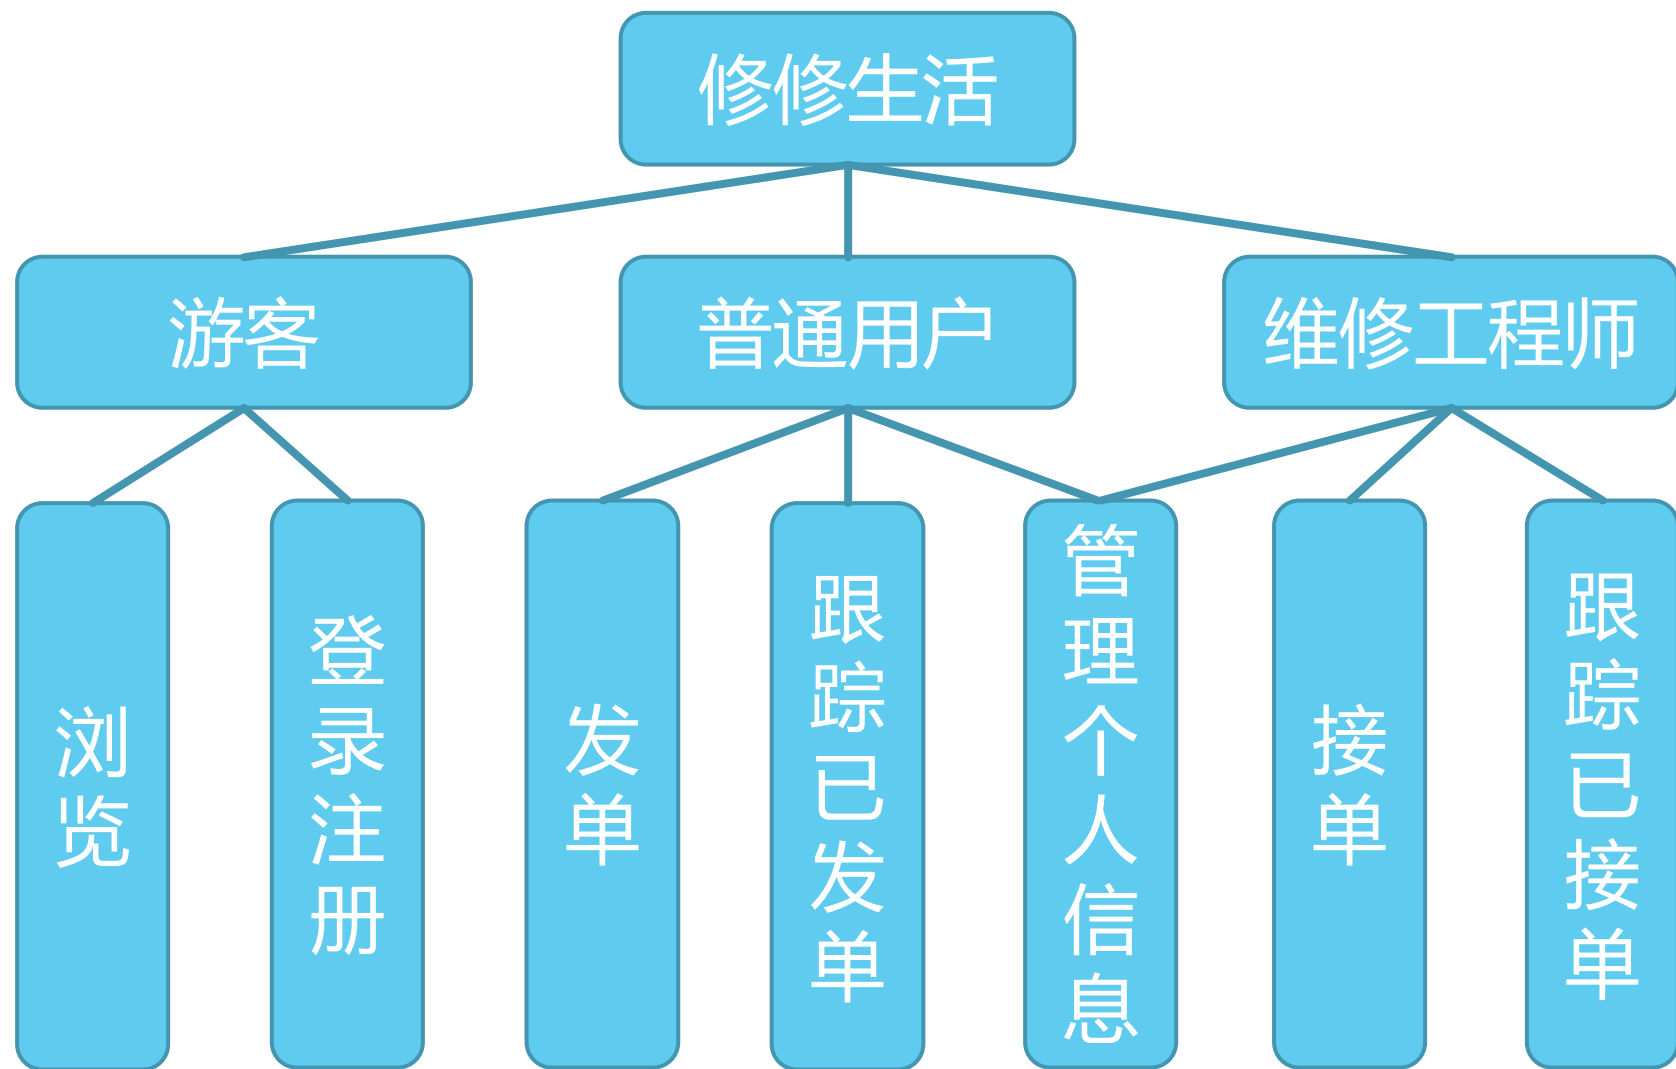 修修生活
游客
普通用户
维修工程师
浏览
登录注册
发单
跟踪已发单
管理个人信息
接单
跟踪已接单